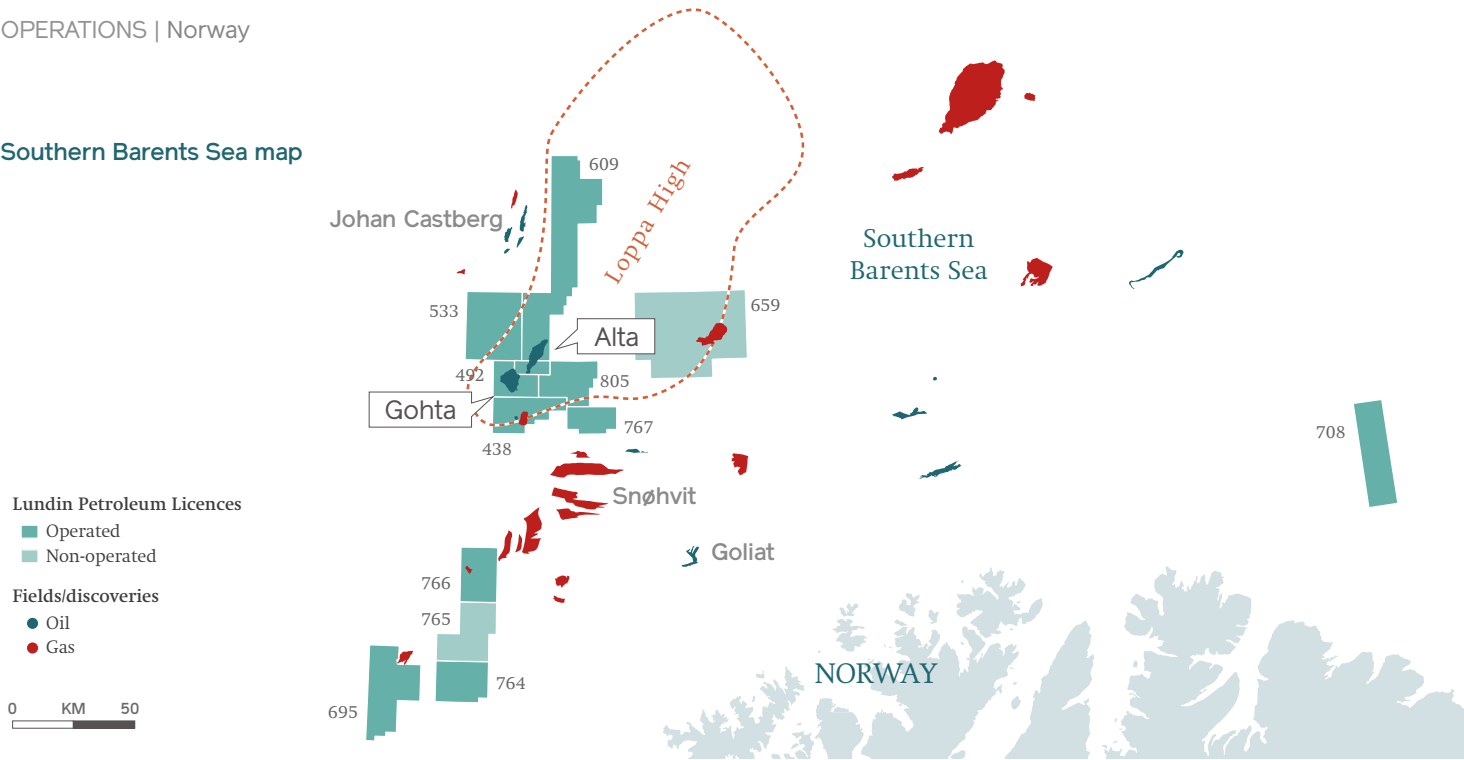 OPERATIONS | Norway
Southern Barents Sea map
609
Johan Castberg
Loppa High
Southern
Barents Sea
533
659
Alta
492
805
Gohta
767
438
708
Snøhvit
Lundin Petroleum Licences
Operated
Non-operated
Goliat
766
Fields/discoveries
765
Oil
Gas
NORWAY
764
695
0 KM 50